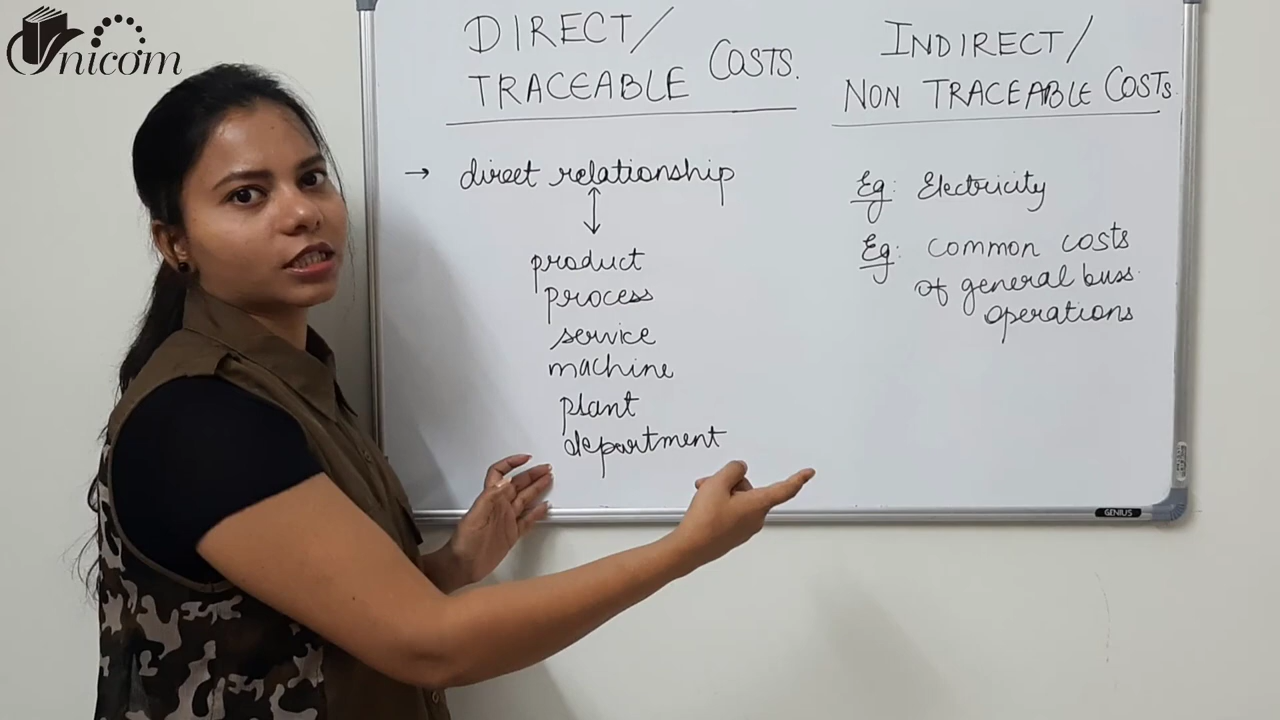 Unicom
DIRECT/
TRACEABLE COSTS.
→ direct relationship
product
process
service
machine
plant
department
INDIRECT/
NON TRACEABLE COSTS.
Eg: Electricity
Eg: Common costs
of general buss.
operations
GENIUS